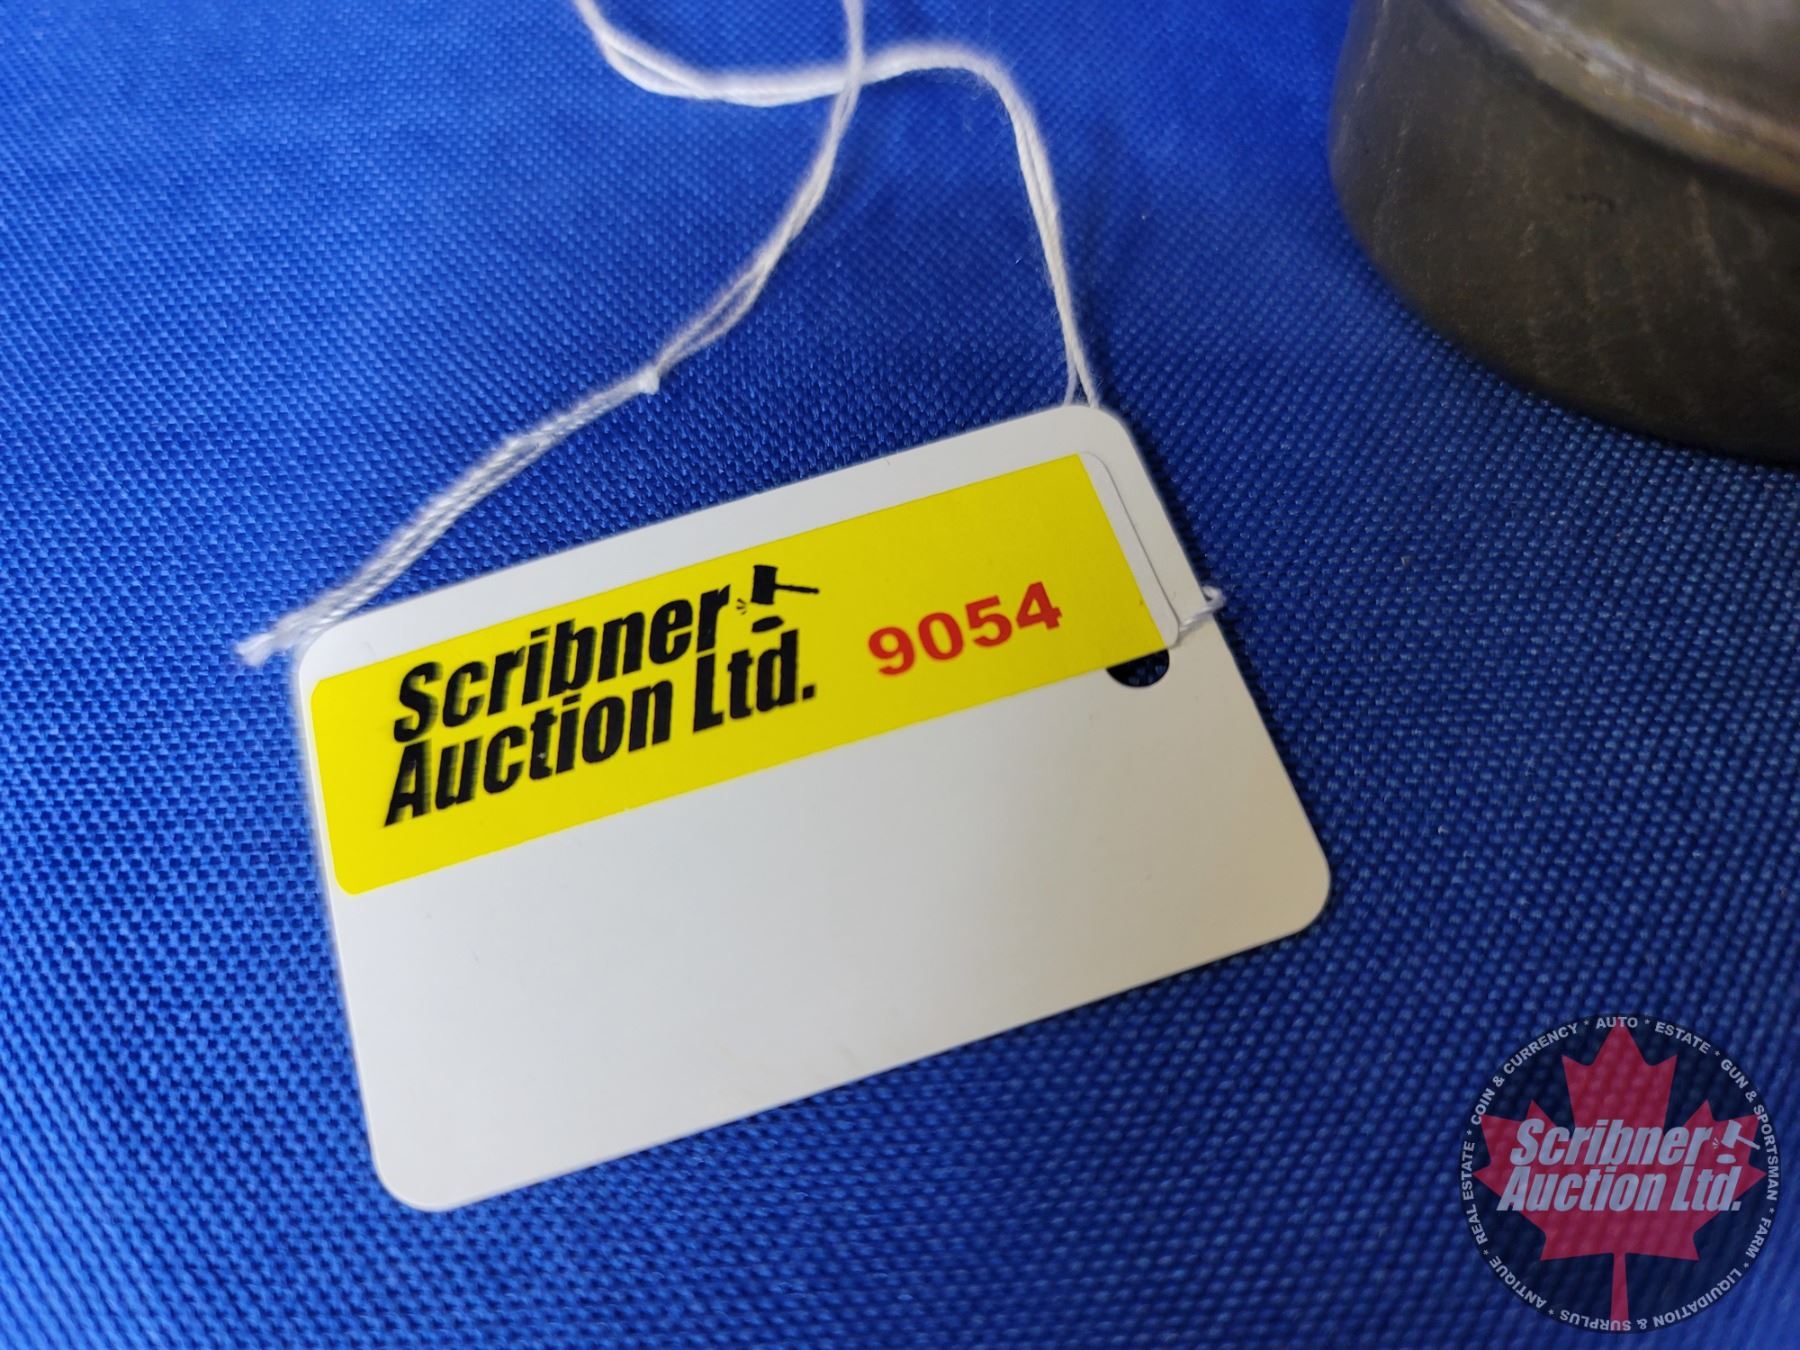 Scribner
Auction Ltd.
9054
COIN & CURRENCY * AUTO * ESTATE * GUN & SPORTSMAN * FARM * LIQUIDATION & SURPLUS * ANTIQUE * REAL ESTATE *
Scribner
Auction Ltd.